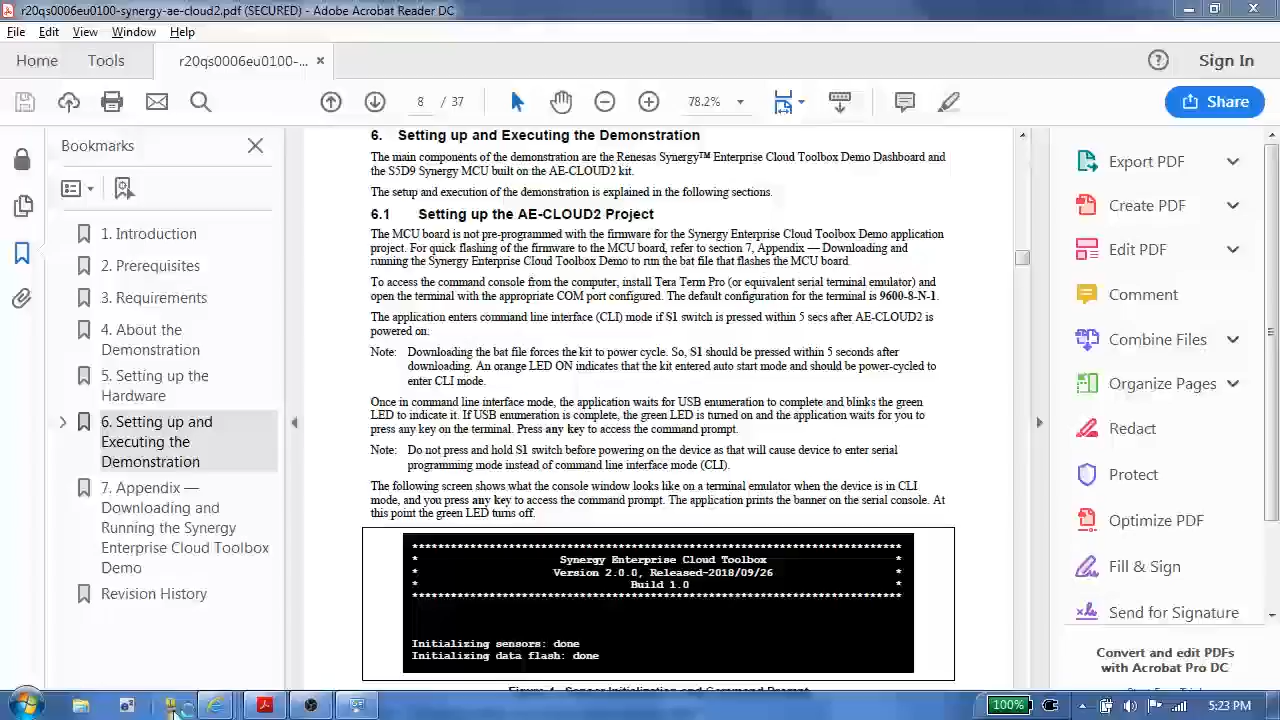 r20qs0006eu0100-synergy-ae-cloud2.pdf (SECURED) - Adobe Acrobat Reader DC
File Edit View Window Help
Home Tools r20qs0006eu0100-... × Sign In
8 / 37 78.2% Share
Bookmarks
1. Introduction
2. Prerequisites
3. Requirements
4. About the
Demonstration
5. Setting up the
Hardware
6. Setting up and
Executing the
Demonstration
7. Appendix —
Downloading and
Running the Synergy
Enterprise Cloud Toolbox
Demo
Revision History
6. Setting up and Executing the Demonstration
The main components of the demonstration are the Renesas Synergy™ Enterprise Cloud Toolbox Demo Dashboard and
the S5D9 Synergy MCU built on the AE-CLOUD2 kit.
The setup and execution of the demonstration is explained in the following sections.
6.1 Setting up the AE-CLOUD2 Project
The MCU board is not pre-programmed with the firmware for the Synergy Enterprise Cloud Toolbox Demo application
project. For quick flashing of the firmware to the MCU board, refer to section 7, Appendix —Downloading and
running the Synergy Enterprise Cloud Toolbox Demo to run the bat file that flashes the MCU board.
To access the command console from the computer, install Tera Term Pro (or equivalent serial terminal emulator) and
open the terminal with the appropriate COM port configured. The default configuration for the terminal is 9600-8-N-1.
The application enters command line interface (CLI) mode if S1 switch is pressed within 5 secs after AE-CLOUD2 is
powered on.
Note: Downloading the bat file forces the kit to power cycle. So, S1 should be pressed within 5 seconds after
downloading. An orange LED ON indicates that the kit entered auto start mode and should be power-cycled to
enter CLI mode.
Once in command line interface mode, the application waits for USB enumeration to complete and blinks the green
LED to indicate it. If USB enumeration is complete, the green LED is turned on and the application waits for you to
press any key on the terminal. Press any key to access the command prompt.
Note: Do not press and hold S1 switch before powering on the device as that will cause device to enter serial
programming mode instead of command line interface mode (CLI).
The following screen shows what the console window looks like on a terminal emulator when the device is in CLI
mode, and you press any key to access the command prompt. The application prints the banner on the serial console. At
this point the green LED turns off.
* Synergy Enterprise Cloud Toolbox *
* Version 2.0.0, Released-2018/09/26 *
* Build 1.0 *
Initializing sensors: done
Initializing data flash: done
Export PDF
Create PDF
Edit PDF
Comment
Combine Files
Organize Pages
Redact
Protect
Optimize PDF
Fill & Sign
Send for Signature
Convert and edit PDFs
with Acrobat Pro DC
100% 5:23 PM